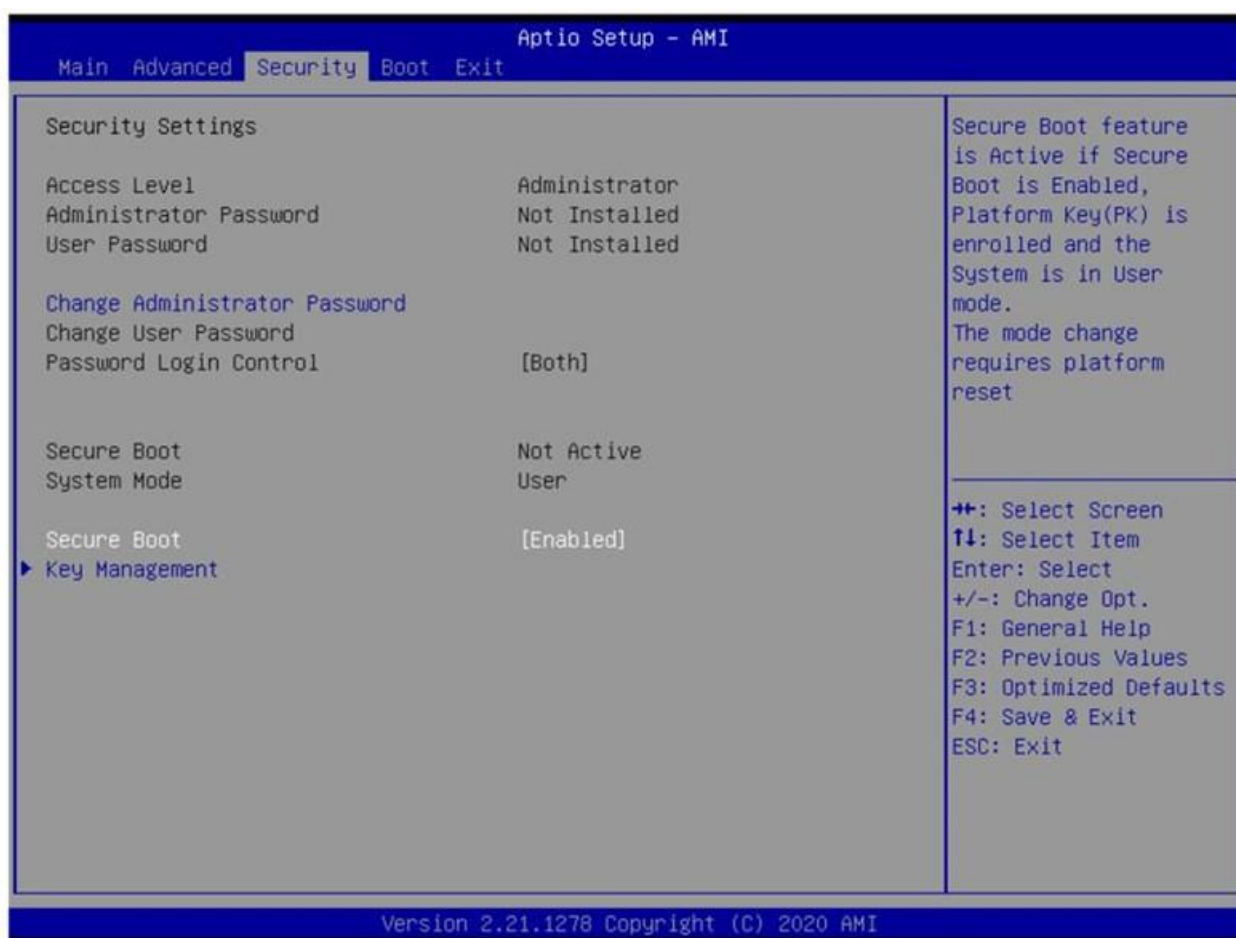 Aptio Setup – AMI
Main Advanced Security Boot Exit
Security Settings
Access Level Administrator
Administrator Password Not Installed
User Password Not Installed
Change Administrator Password
Change User Password
Password Login Control [Both]
Secure Boot Not Active
System Mode User
Secure Boot [Enabled]
Key Management
Secure Boot feature
is Active if Secure
Boot is Enabled,
Platform Key(PK) is
enrolled and the
System is in User
mode.
The mode change
requires platform
reset
→←: Select Screen
↑↓: Select Item
Enter: Select
+/-: Change Opt.
F1: General Help
F2: Previous Values
F3: Optimized Defaults
F4: Save & Exit
ESC: Exit
Version 2.21.1278 Copyright (C) 2020 AMI